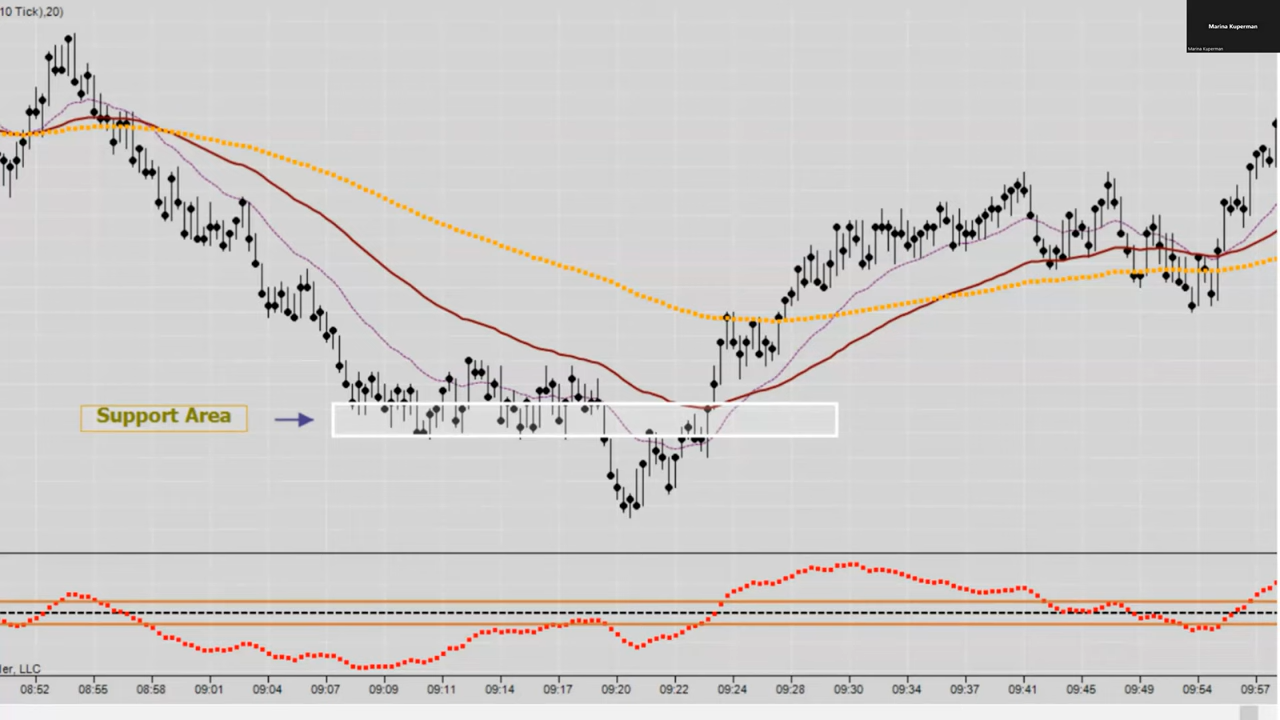 10 Tick),20)
Marina Kuperman
Marina Kuperman
Support Area
ler, LLC
08:52 08:55 08:58 09:01 09:04 09:07 09:09 09:11 09:14 09:17 09:20 09:22 09:24 09:28 09:30 09:34 09:37 09:41 09:45 09:49 09:54 09:57